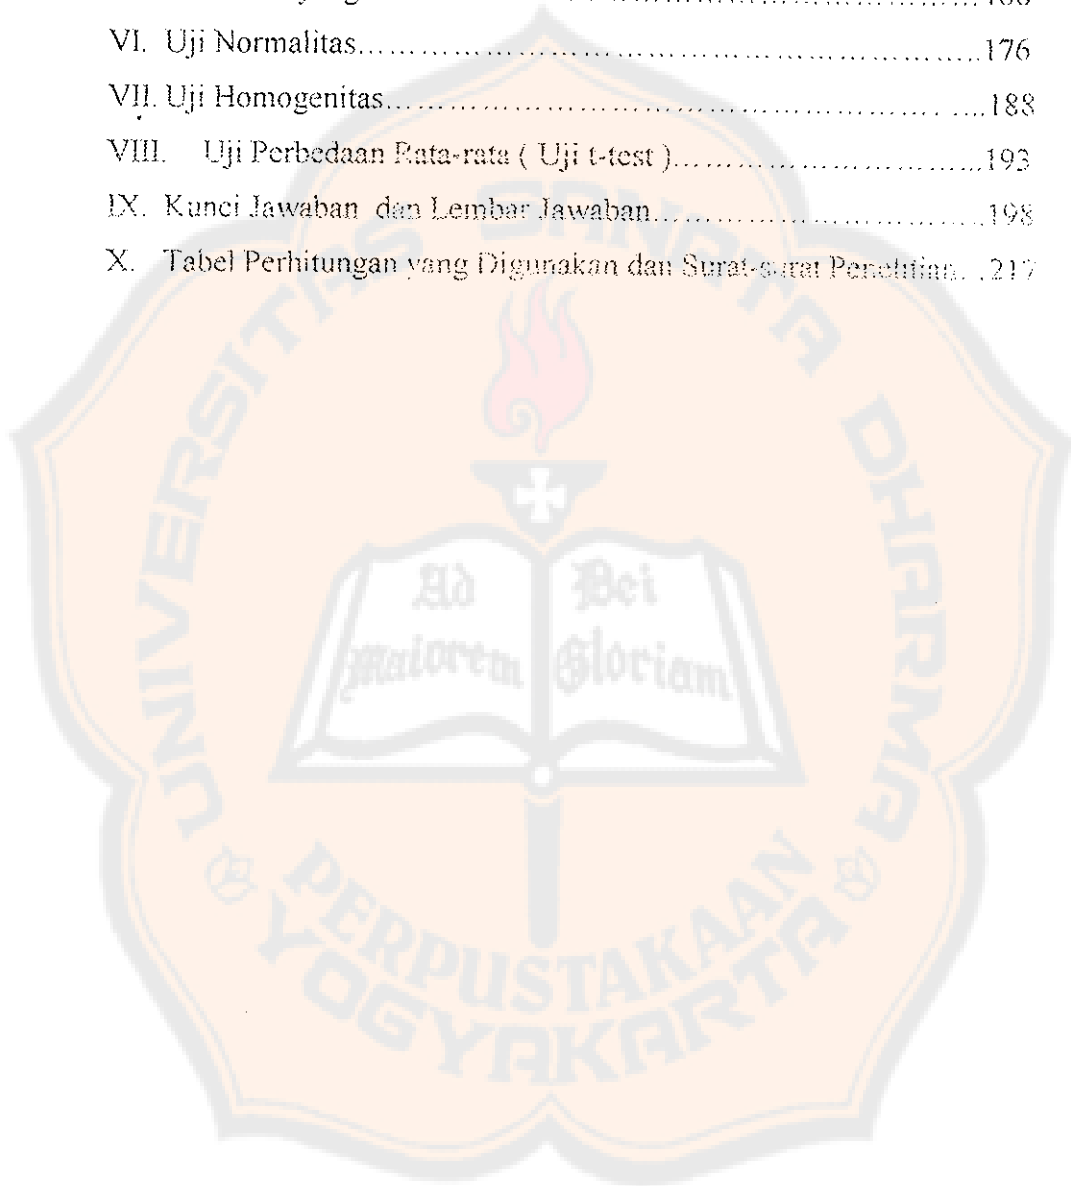 VI. Uji Normalitas.................................................176
VII. Uji Homogenitas..............................................188
VIII. Uji Perbedaan Rata-rata ( Uji t-test )..........................193
IX. Kunci Jawaban dan Lembar Jawaban............................198
X. Tabel Perhitungan yang Digunakan dan Surat-surat Penelitian. .217
UNIVERSITAS SANATA DHARMA
Ad Dei
maiorem Gloriam
PERPUSTAKAAN
YOGYAKARTA